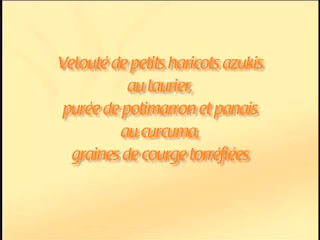 Velouté de petits haricots azukis
au laurier,
purée de potimarron et panais
au curcuma,
graines de courge torréfiées